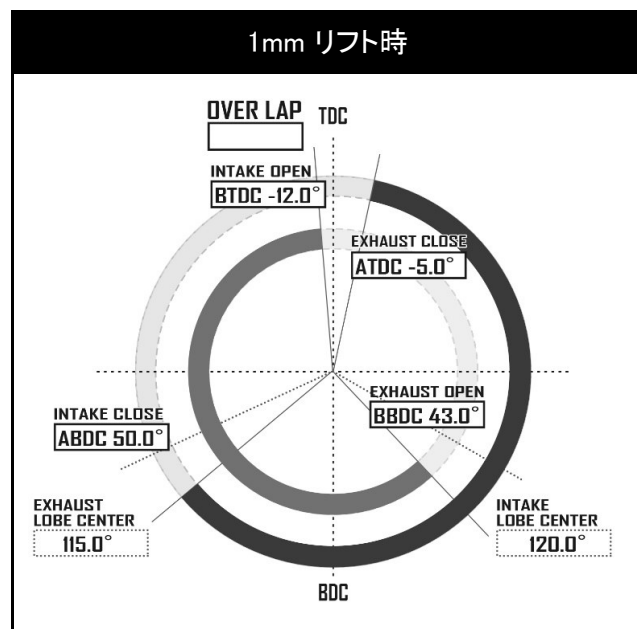 1mm リフト時
OVER LAP
TDC
INTAKE OPEN
BTDC -12.0°
EXHAUST CLOSE
ATDC -5.0°
EXHAUST OPEN
BBDC 43.0°
INTAKE CLOSE
ABDC 50.0°
EXHAUST
LOBE CENTER
115.0°
INTAKE
LOBE CENTER
120.0°
BDC